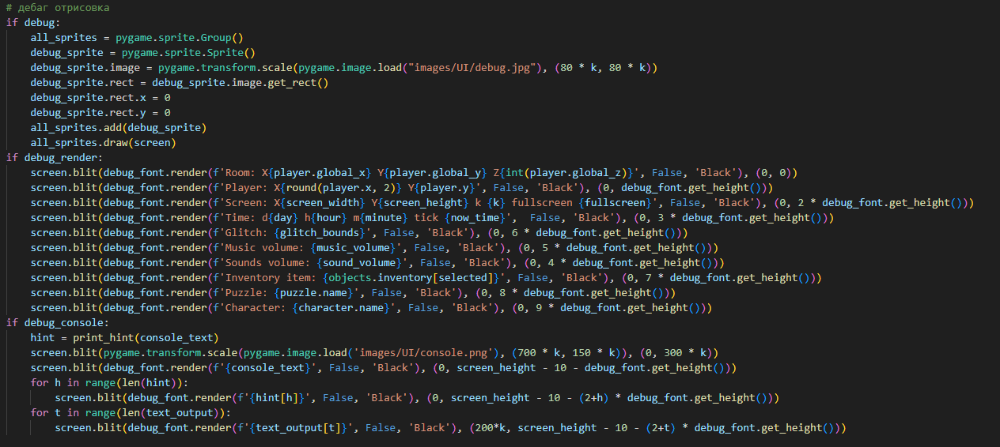 # дебаг отрисовка
if debug:
    all_sprites = pygame.sprite.Group()
    debug_sprite = pygame.sprite.Sprite()
    debug_sprite.image = pygame.transform.scale(pygame.image.load("images/UI/debug.jpg"), (80 * k, 80 * k))
    debug_sprite.rect = debug_sprite.image.get_rect()
    debug_sprite.rect.x = 0
    debug_sprite.rect.y = 0
    all_sprites.add(debug_sprite)
    all_sprites.draw(screen)
if debug_render:
    screen.blit(debug_font.render(f'Room: X{player.global_x} Y{player.global_y} Z{int(player.global_z)}', False, 'Black'), (0, 0))
    screen.blit(debug_font.render(f'Player: X{round(player.x, 2)} Y{player.y}', False, 'Black'), (0, debug_font.get_height()))
    screen.blit(debug_font.render(f'Screen: X{screen_width} Y{screen_height} k {k} fullscreen {fullscreen}', False, 'Black'), (0, 2 * debug_font.get_height()))
    screen.blit(debug_font.render(f'Time: d{day} h{hour} m{minute} tick {now_time}',  False, 'Black'), (0, 3 * debug_font.get_height()))
    screen.blit(debug_font.render(f'Glitch: {glitch_bounds}', False, 'Black'), (0, 6 * debug_font.get_height()))
    screen.blit(debug_font.render(f'Music volume: {music_volume}', False, 'Black'), (0, 5 * debug_font.get_height()))
    screen.blit(debug_font.render(f'Sounds volume: {sound_volume}', False, 'Black'), (0, 4 * debug_font.get_height()))
    screen.blit(debug_font.render(f'Inventory item: {objects.inventory[selected]}', False, 'Black'), (0, 7 * debug_font.get_height()))
    screen.blit(debug_font.render(f'Puzzle: {puzzle.name}', False, 'Black'), (0, 8 * debug_font.get_height()))
    screen.blit(debug_font.render(f'Character: {character.name}', False, 'Black'), (0, 9 * debug_font.get_height()))
if debug_console:
    hint = print_hint(console_text)
    screen.blit(pygame.transform.scale(pygame.image.load('images/UI/console.png'), (700 * k, 150 * k)), (0, 300 * k))
    screen.blit(debug_font.render(f'{console_text}', False, 'Black'), (0, screen_height - 10 - debug_font.get_height()))
    for h in range(len(hint)):
        screen.blit(debug_font.render(f'{hint[h]}', False, 'Black'), (0, screen_height - 10 - (2+h) * debug_font.get_height()))
    for t in range(len(text_output)):
        screen.blit(debug_font.render(f'{text_output[t]}', False, 'Black'), (200*k, screen_height - 10 - (2+t) * debug_font.get_height()))